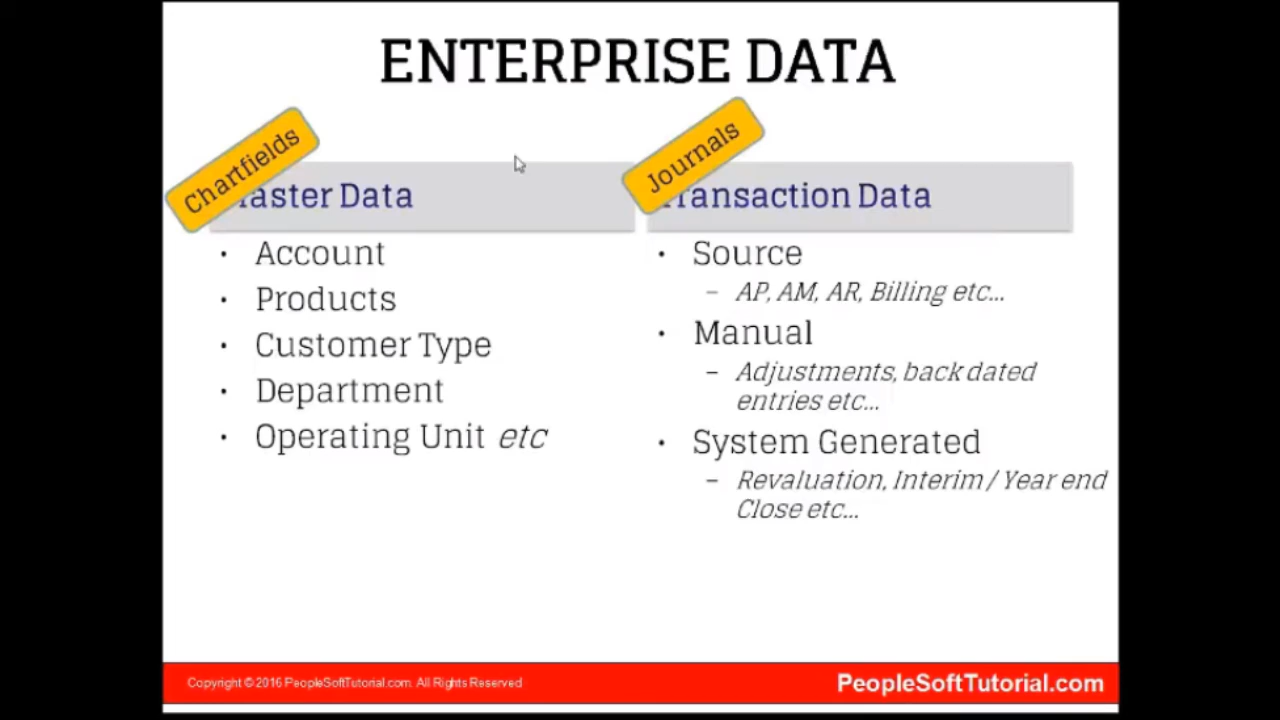 ENTERPRISE DATA
Chartfields
aster Data
• Account
• Products
• Customer Type
• Department
• Operating Unit etc
Journals
ransaction Data
• Source
– AP, AM, AR, Billing etc...
• Manual
– Adjustments, back dated
entries etc...
• System Generated
– Revaluation, Interim / Year end
Close etc...
Copyright © 2016 PeopleSoftTutorial.com. All Rights Reserved
PeopleSoftTutorial.com